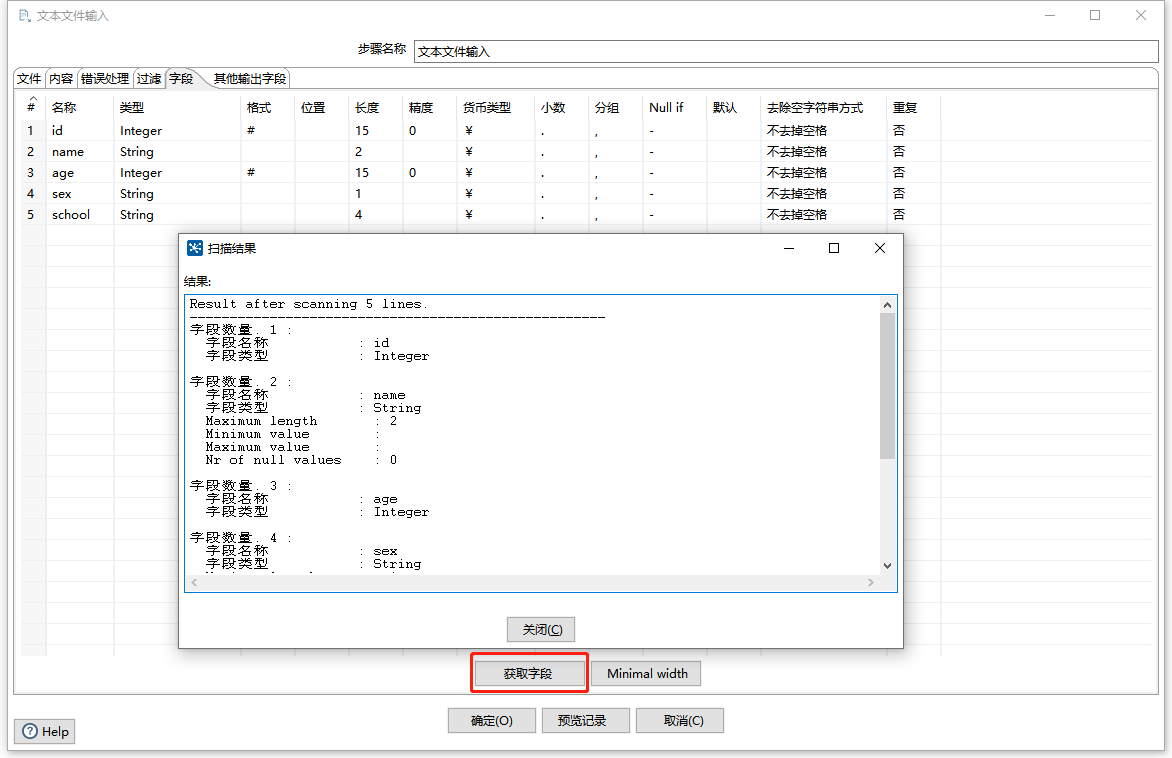 文本文件输入
步骤名称 文本文件输入
文件 内容 错误处理 过滤 字段 其他输出字段
# 名称 类型 格式 位置 长度 精度 货币类型 小数 分组 Null if 默认 去除空字符串方式 重复
1 id Integer # 15 0 ¥ . , - 不去掉空格 否
2 name String 2 ¥ . , - 不去掉空格 否
3 age Integer # 15 0 ¥ . , - 不去掉空格 否
4 sex String 1 ¥ . , - 不去掉空格 否
5 school String 4 ¥ . , - 不去掉空格 否
扫描结果
结果:
Result after scanning 5 lines.
----------------------------------------------------
字段数量. 1 :
字段名称 : id
字段类型 : Integer
字段数量. 2 :
字段名称 : name
字段类型 : String
Maximum length : 2
Minimum value :
Maximum value :
Nr of null values : 0
字段数量. 3 :
字段名称 : age
字段类型 : Integer
字段数量. 4 :
字段名称 : sex
字段类型 : String
关闭(C)
获取字段 Minimal width
确定(O) 预览记录 取消(C)
Help